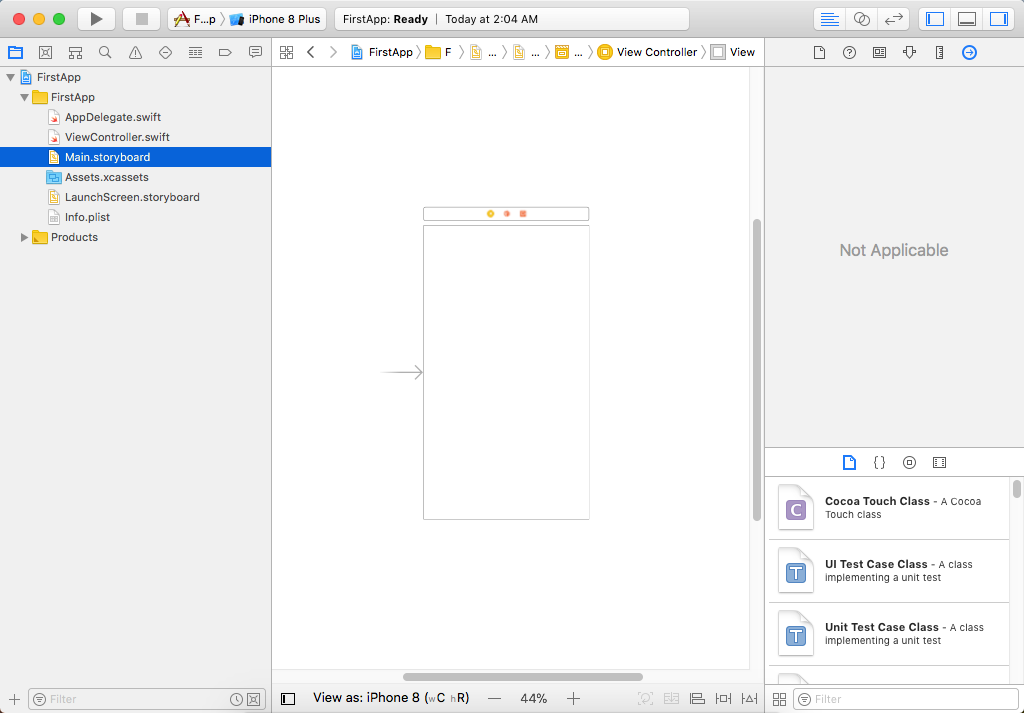 F...p 〉 iPhone 8 Plus
FirstApp: Ready | Today at 2:04 AM
FirstApp 〉 F 〉 ... 〉 ... 〉 ... 〉 View Controller 〉 View
FirstApp
FirstApp
AppDelegate.swift
ViewController.swift
Main.storyboard
Assets.xcassets
LaunchScreen.storyboard
Info.plist
Products
Not Applicable
{}
C
Cocoa Touch Class - A Cocoa
Touch class
T
UI Test Case Class - A class
implementing a unit test
T
Unit Test Case Class - A class
implementing a unit test
Filter
View as: iPhone 8 (wC hR) — 44% +
Filter